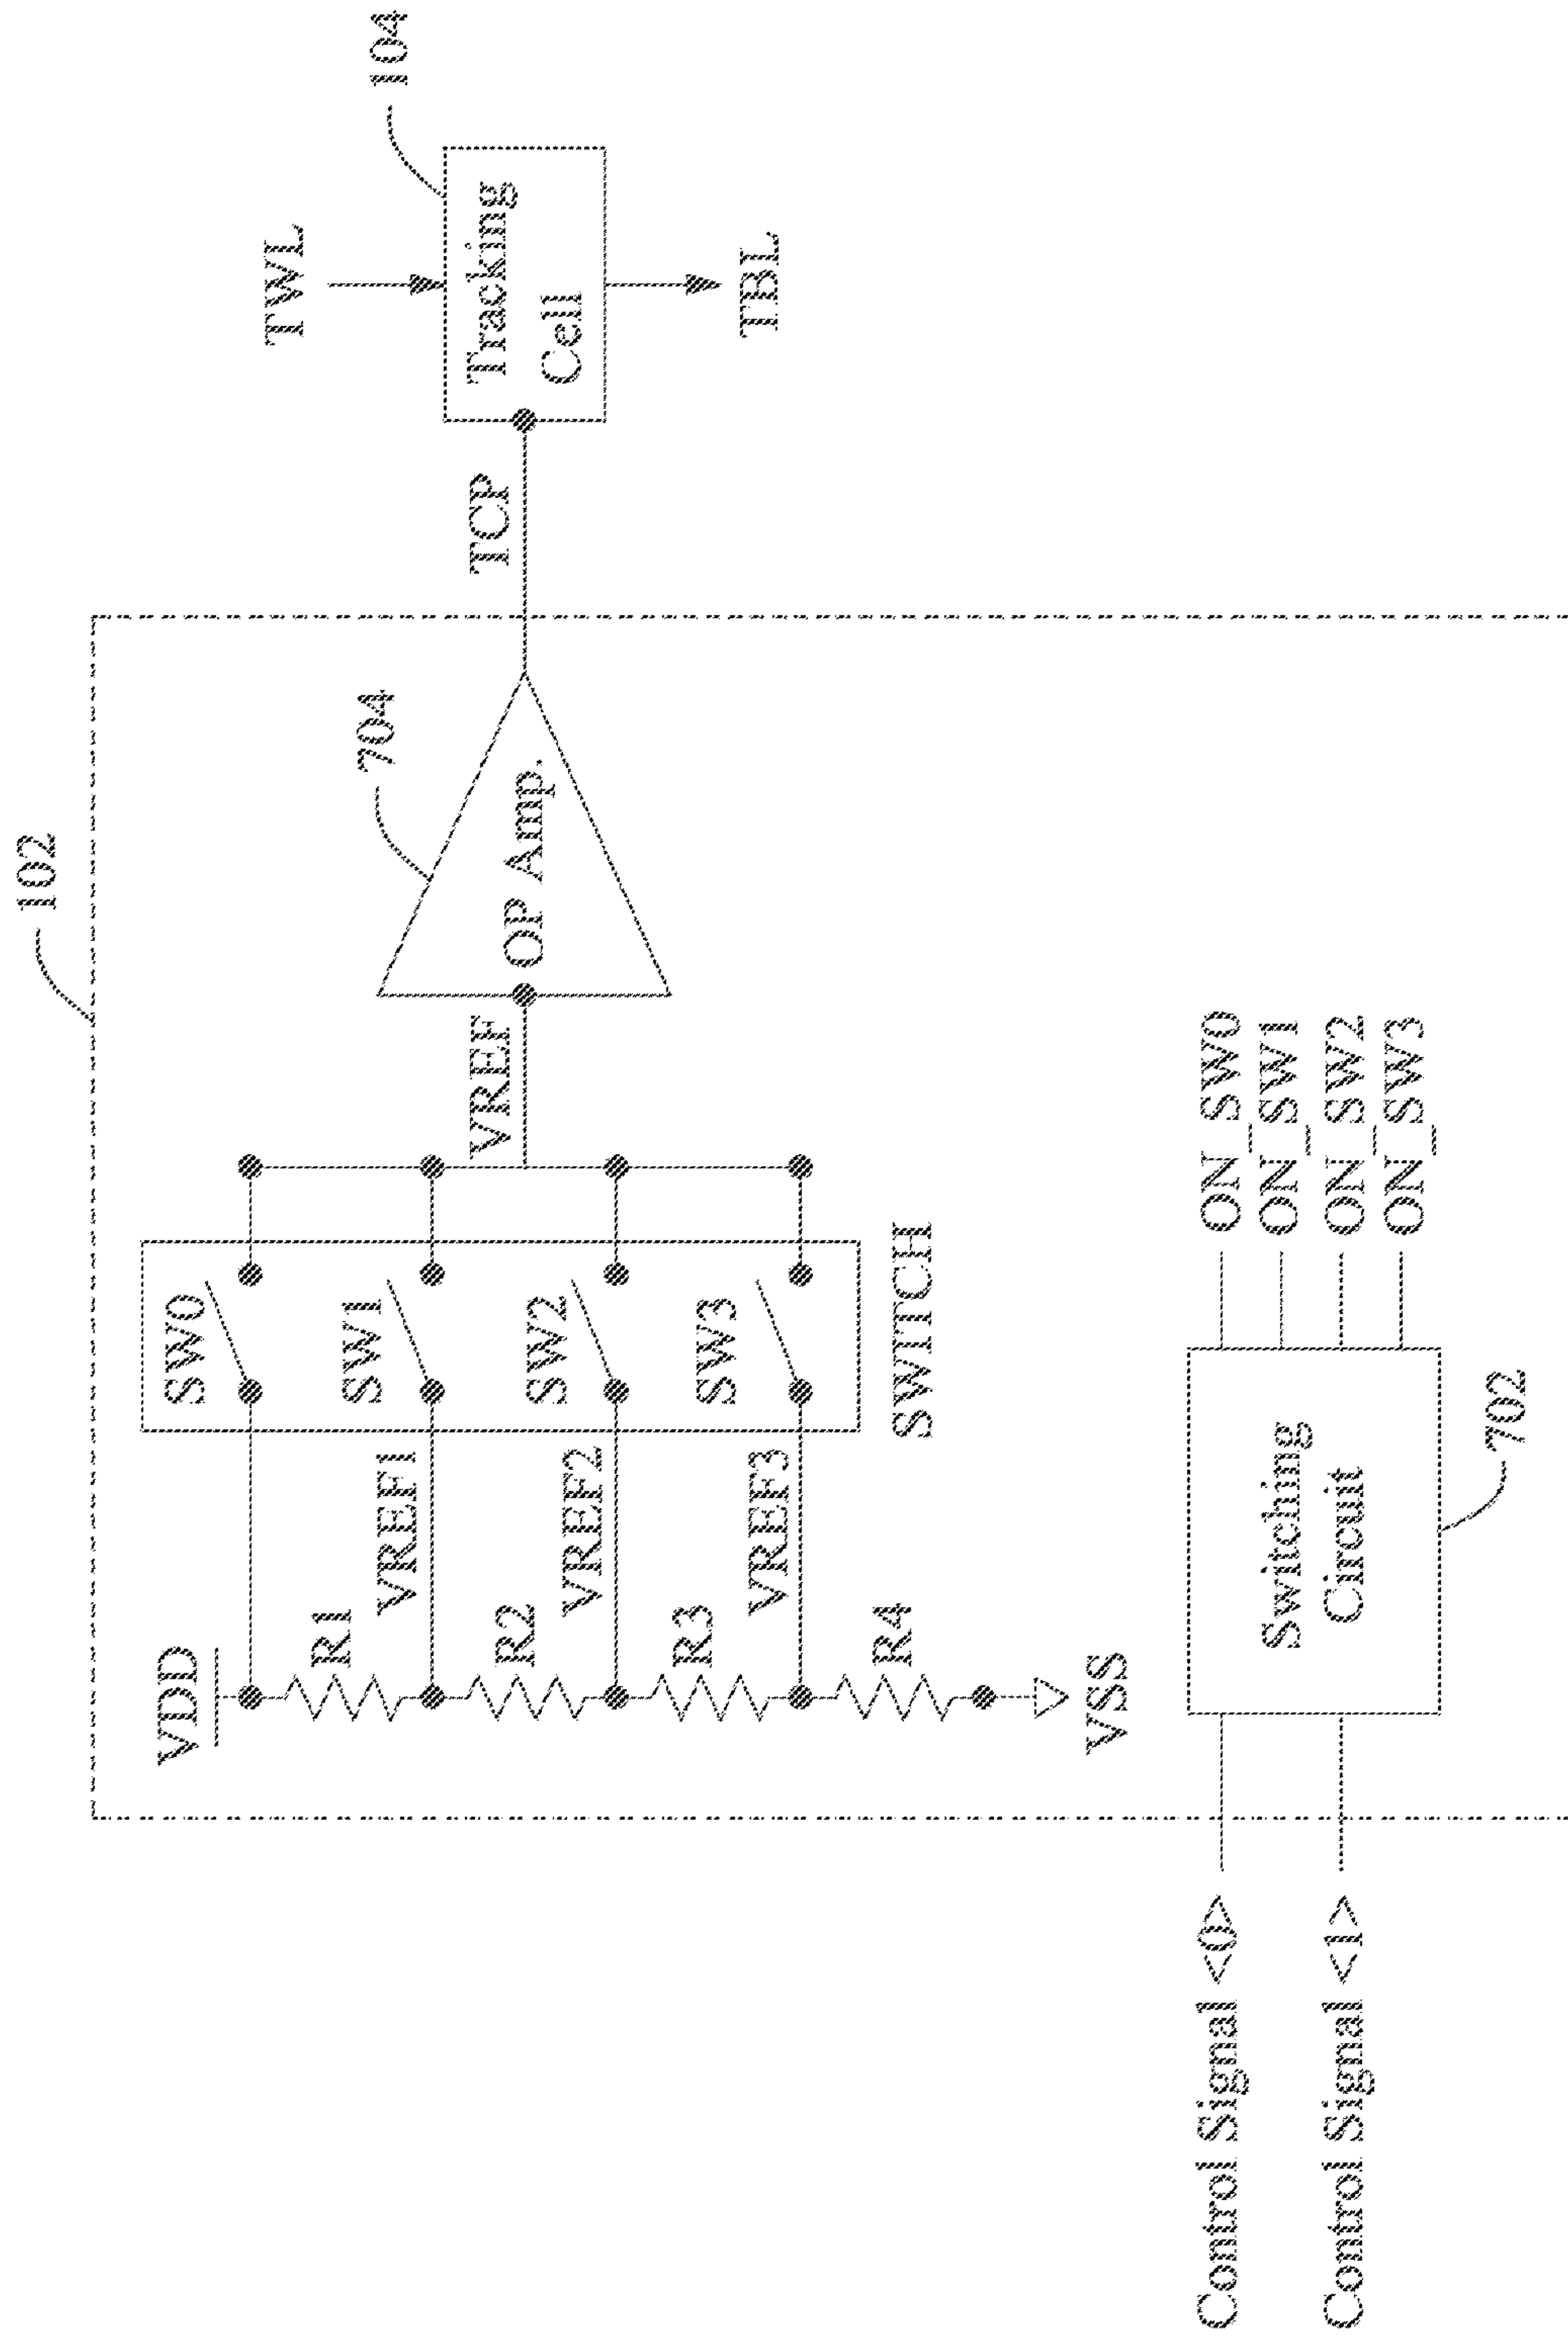 102
VDD
R1
VREF1
R2
VREF2
R3
VREF3
R4
VSS
SW0
SW1
SW2
SW3
SWITCH
VREF
OP Amp.
704
TCP
TWL
104
Tracking
Cell
TBL
Control Signal <0>
Control Signal <1>
Switching
Circuit
702
ON_SW0
ON_SW1
ON_SW2
ON_SW3